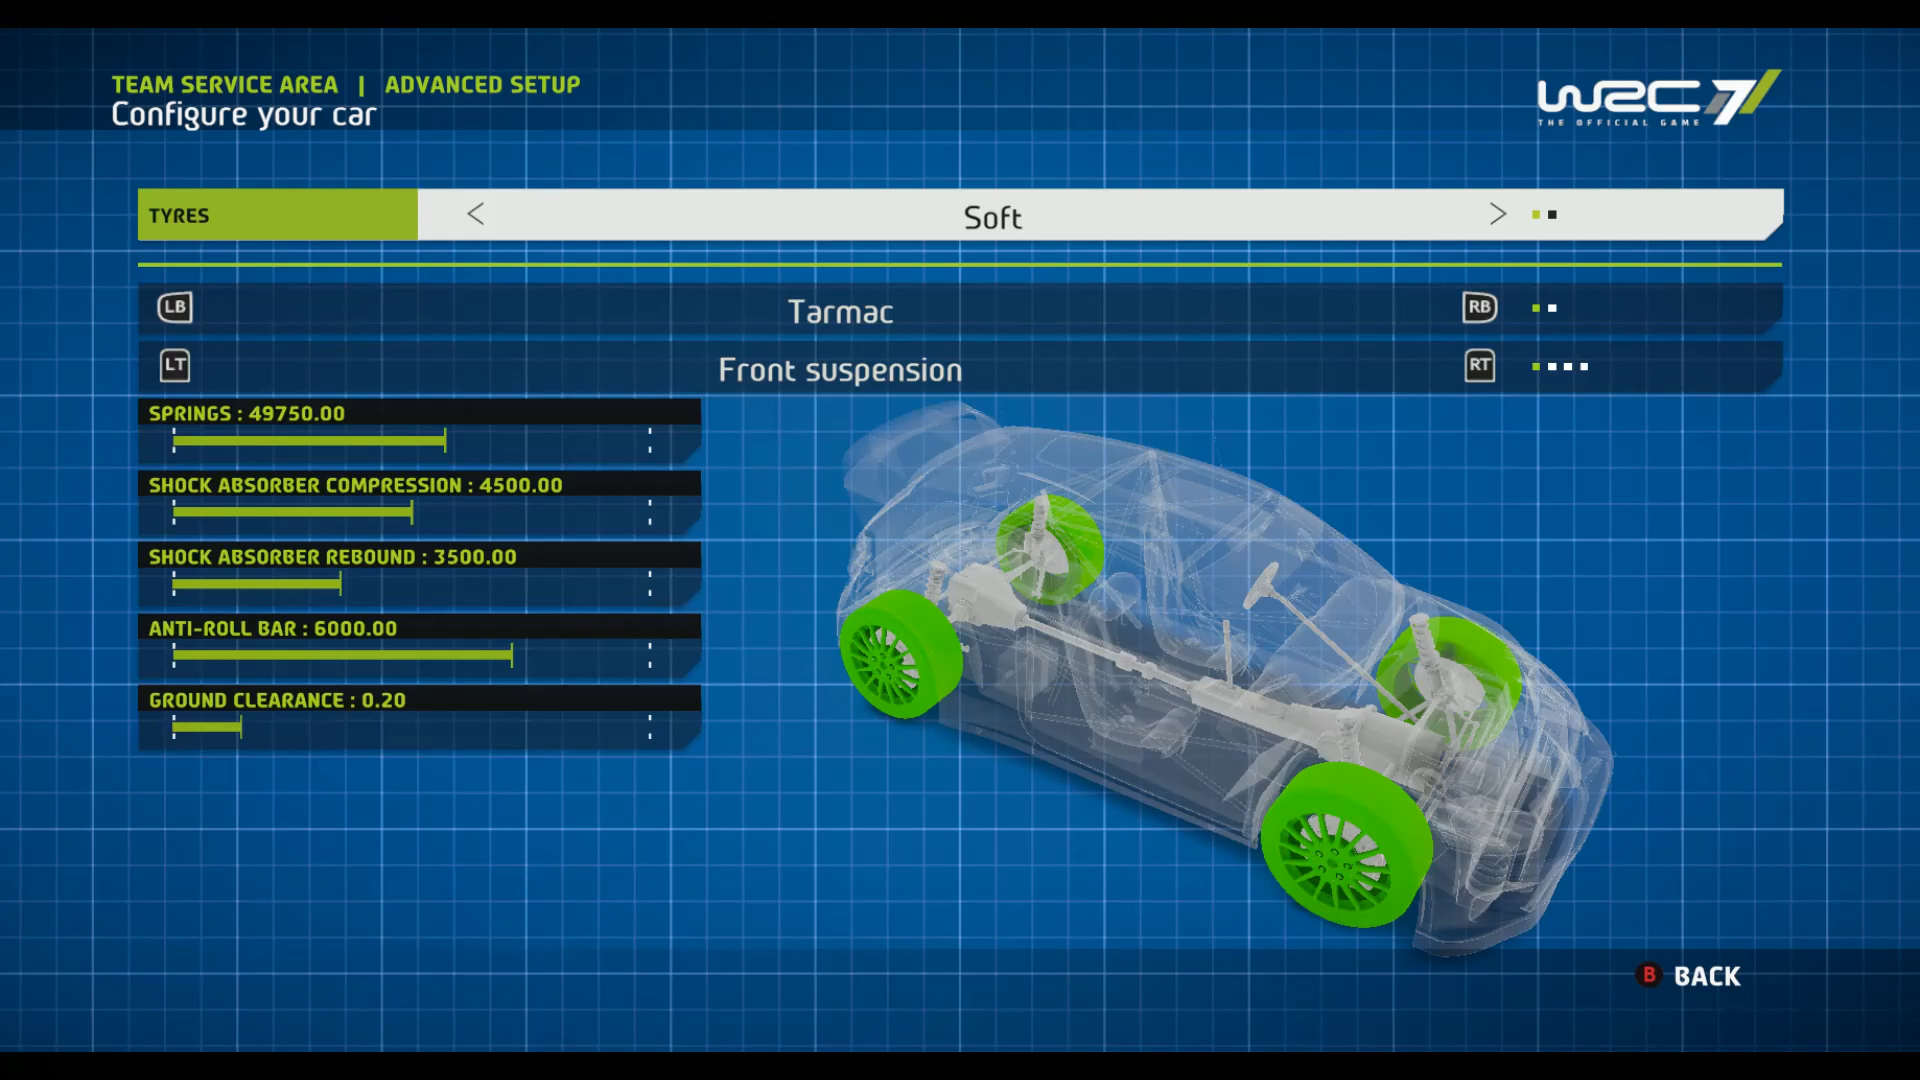 TEAM SERVICE AREA | ADVANCED SETUP
Configure your car
WRC 7
THE OFFICIAL GAME
TYRES < Soft >
LB Tarmac RB
LT Front suspension RT
SPRINGS : 49750.00
SHOCK ABSORBER COMPRESSION : 4500.00
SHOCK ABSORBER REBOUND : 3500.00
ANTI-ROLL BAR : 6000.00
GROUND CLEARANCE : 0.20
B BACK